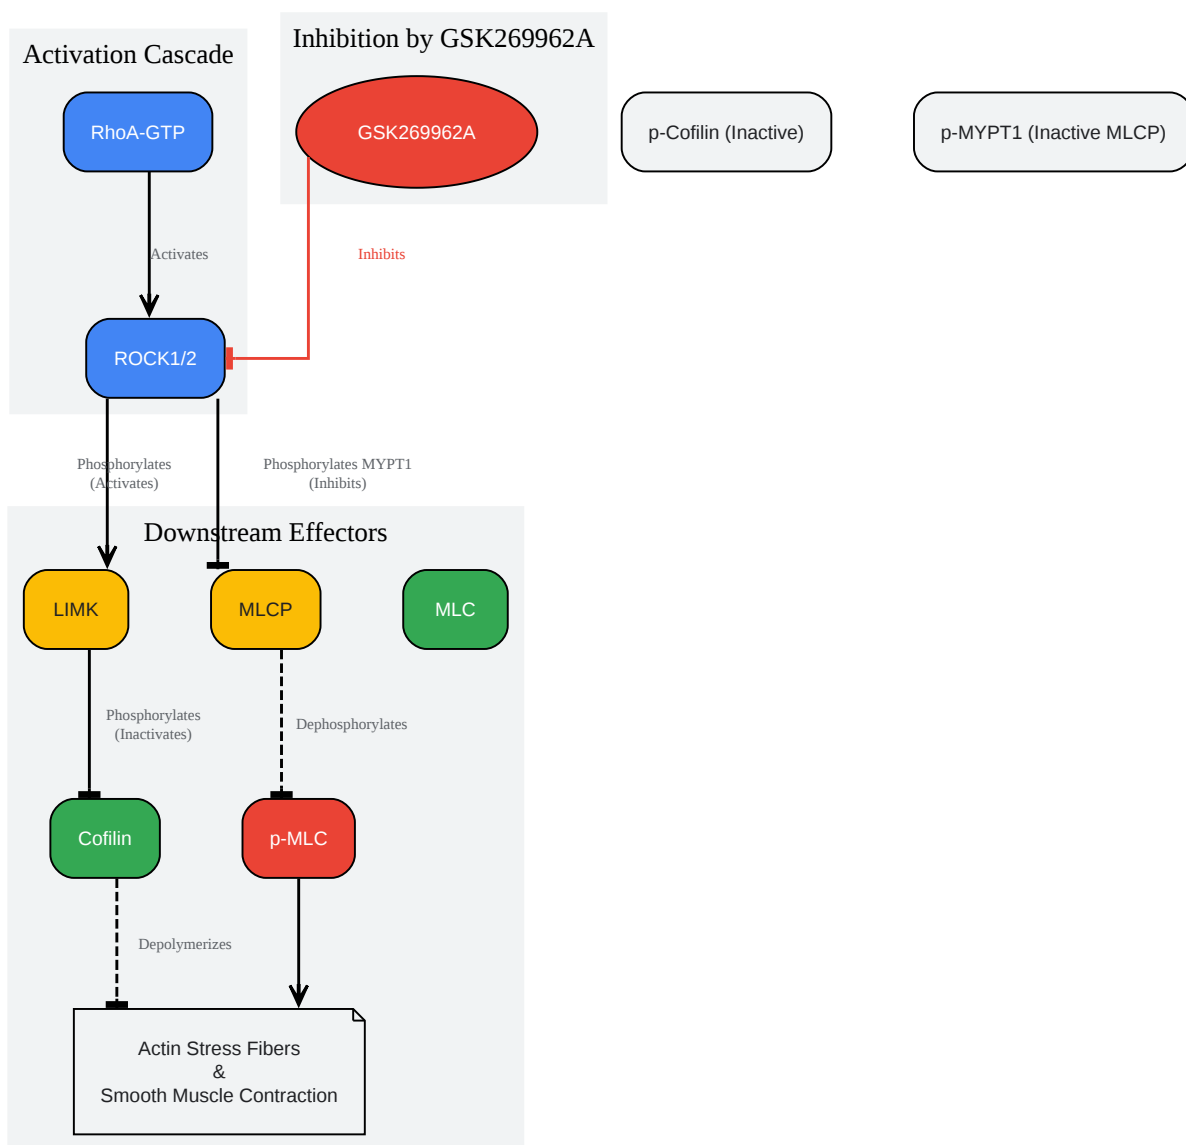 Activation Cascade
Inhibition by GSK269962A
RhoA-GTP
GSK269962A
p-Cofilin (Inactive)
p-MYPT1 (Inactive MLCP)
Activates
Inhibits
ROCK1/2
Phosphorylates
(Activates)
Phosphorylates MYPT1
(Inhibits)
Downstream Effectors
LIMK
MLCP
MLC
Phosphorylates
(Inactivates)
Dephosphorylates
Cofilin
p-MLC
Depolymerizes
Actin Stress Fibers
&
Smooth Muscle Contraction